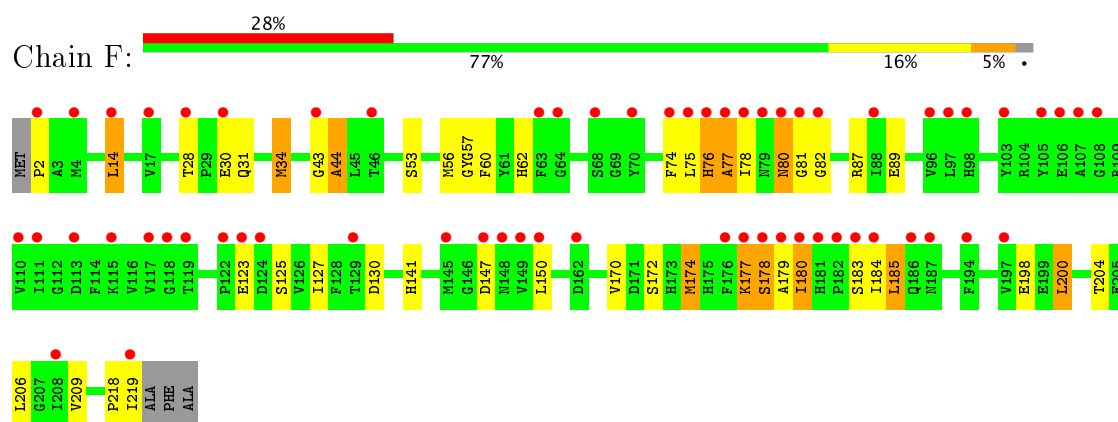 28%
Chain F:
77% 16% 5% •
MET P2 A3 M4 L14 V17 T28 P29 E30 Q31 M34 G43 A44 L45 T46 S53 M56 GYG57 F60 Y61 H62 F63 G64 S68 G69 Y70 F74 L75 H76 A77 I78 N79 N80 G81 G82 R87 I88 E89 V96 L97 H98 Y103 R104 Y105 E106 A107 G108 R109
V110 I111 G112 D113 F114 K115 V116 V117 G118 T119 P122 E123 D124 S125 V126 I127 F128 T129 D130 H141 M145 G146 D147 N148 V149 L150 D162 V170 D171 S172 H173 M174 H175 F176 K177 S178 A179 I180 H181 P182 S183 I184 L185 Q186 N187 F194 V197 E198 E199 L200 T204 F205
L206 G207 I208 V209 P218 I219 ALA PHE ALA